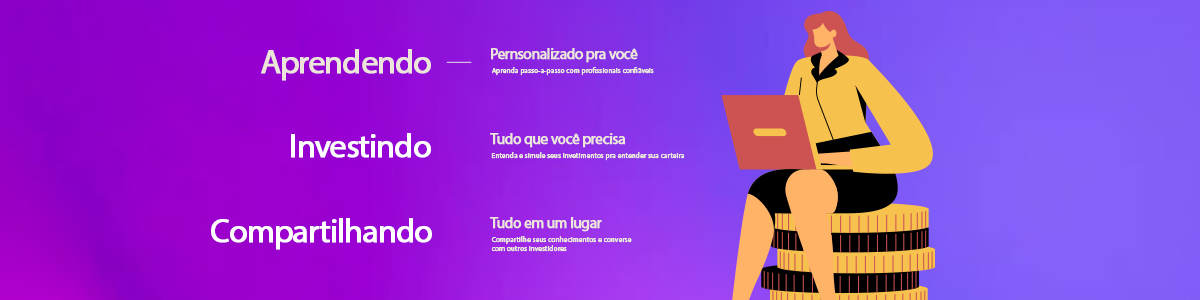 Aprendendo
Pernsonalizado pra você
Aprenda passo-a-passo com profissionais confiáveis
Investindo
Tudo que você precisa
Entenda e simule seus invetimentos pra entender sua carteira
Compartilhando
Tudo em um lugar
Compartilhe seus conhecimentos e converse
com outros investidores